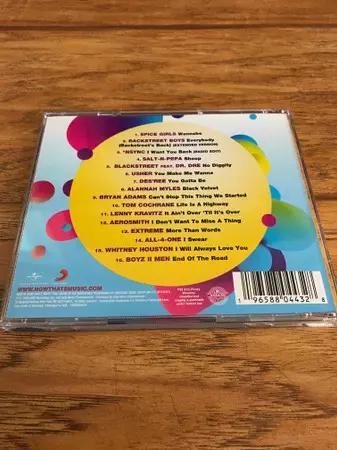 1. SPICE GIRLS Wannabe
2. BACKSTREET BOYS Everybody
(Backstreet's Back) (EXTENDED VERSION)
3. *NSYNC I Want You Back (RADIO EDIT)
4. SALT-N-PEPA Shoop
5. BLACKSTREET FEAT. DR. DRE No Diggity
6. USHER You Make Me Wanna
7. DES'REE You Gotta Be
8. ALANNAH MYLES Black Velvet
9. BRYAN ADAMS Can't Stop This Thing We Started
10. TOM COCHRANE Life Is A Highway
11. LENNY KRAVITZ It Ain't Over 'Til It's Over
12. AEROSMITH I Don't Want To Miss A Thing
13. EXTREME More Than Words
14. ALL-4-ONE I Swear
15. WHITNEY HOUSTON I Will Always Love You
16. BOYZ II MEN End Of The Road
WWW.NOWTHATSMUSIC.COM
1 96588 04432 8